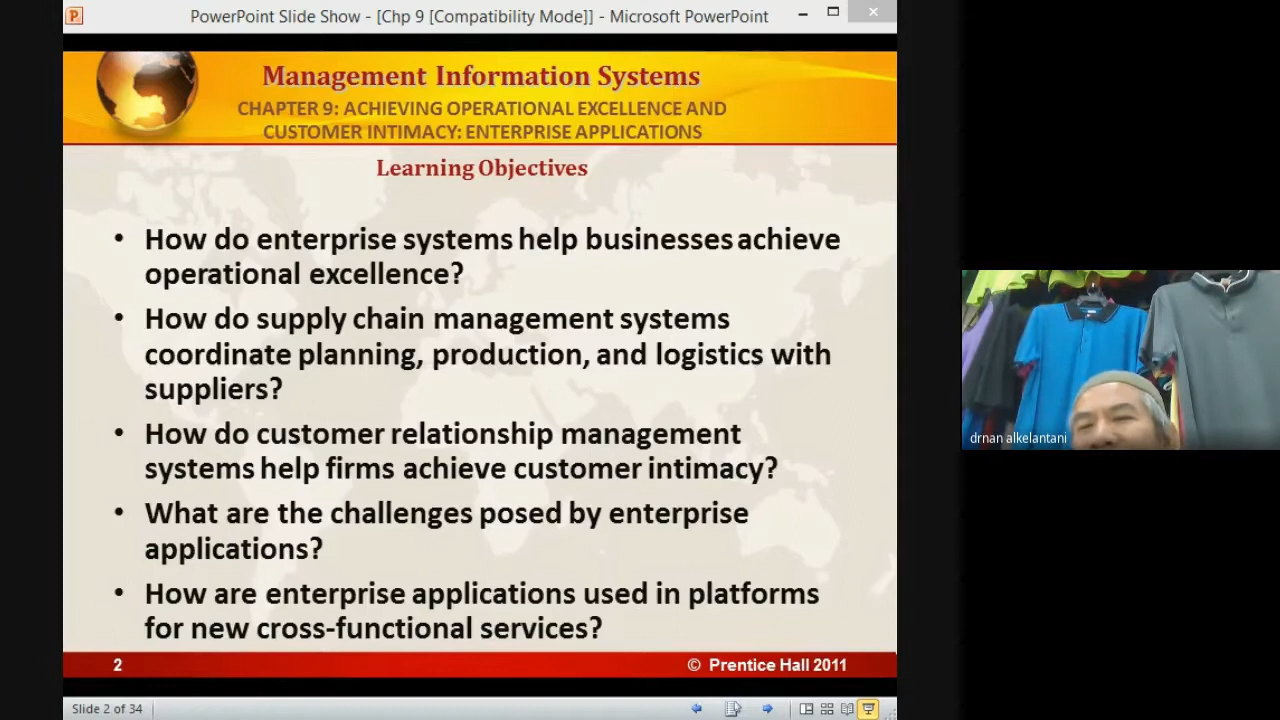 PowerPoint Slide Show - [Chp 9 [Compatibility Mode]] - Microsoft PowerPoint
Management Information Systems
CHAPTER 9: ACHIEVING OPERATIONAL EXCELLENCE AND
CUSTOMER INTIMACY: ENTERPRISE APPLICATIONS
Learning Objectives
• How do enterprise systems help businesses achieve
operational excellence?
• How do supply chain management systems
coordinate planning, production, and logistics with
suppliers?
• How do customer relationship management
systems help firms achieve customer intimacy?
• What are the challenges posed by enterprise
applications?
• How are enterprise applications used in platforms
for new cross-functional services?
2 © Prentice Hall 2011
Slide 2 of 34
drnan alkelantani